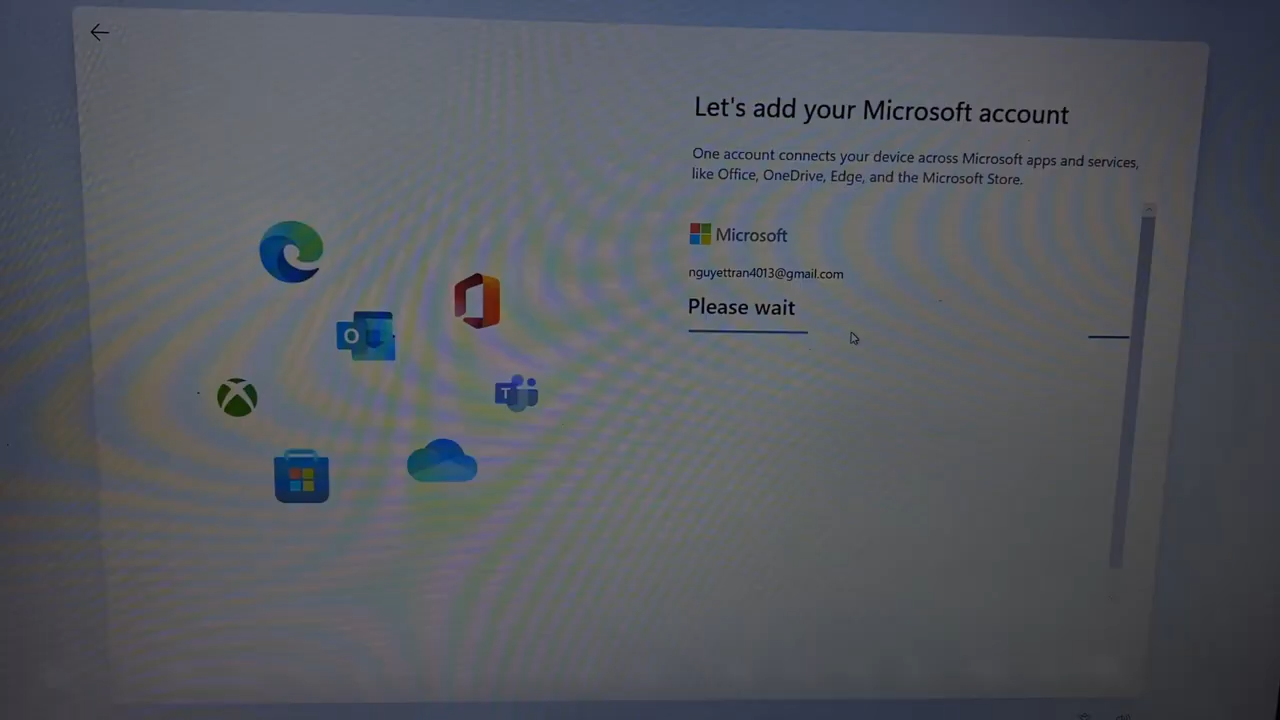 Let's add your Microsoft account
One account connects your device across Microsoft apps and services,
like Office, OneDrive, Edge, and the Microsoft Store.
Microsoft
nguyettran4013@gmail.com
Please wait
O
T